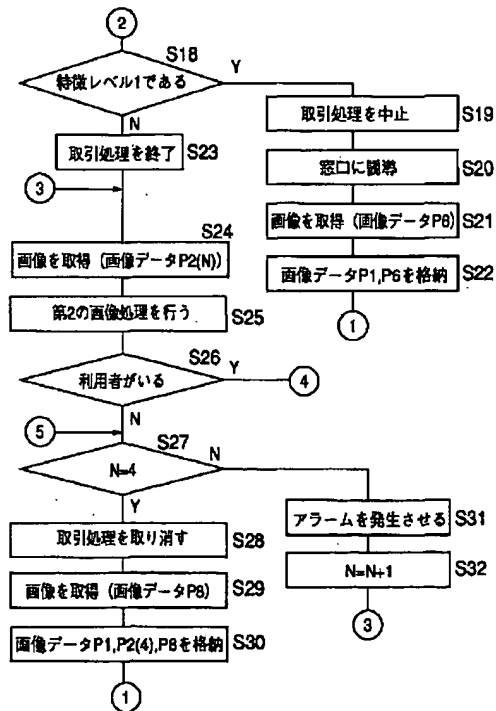 2
S18
特徴レベル1である
Y
N
取引処理を中止
S19
窓口に誘導
S20
画像を取得（画像データP6）
S21
画像データP1,P6を格納
S22
1
取引処理を終了
S23
3
S24
画像を取得（画像データP2(N)）
第2の画像処理を行う
S25
S26
利用者がいる
Y
4
N
5
S27
N=4
N
Y
アラームを発生させる
S31
N=N+1
S32
3
取引処理を取り消す
S28
画像を取得（画像データP8）
S29
画像データP1,P2(4),P8を格納
S30
1